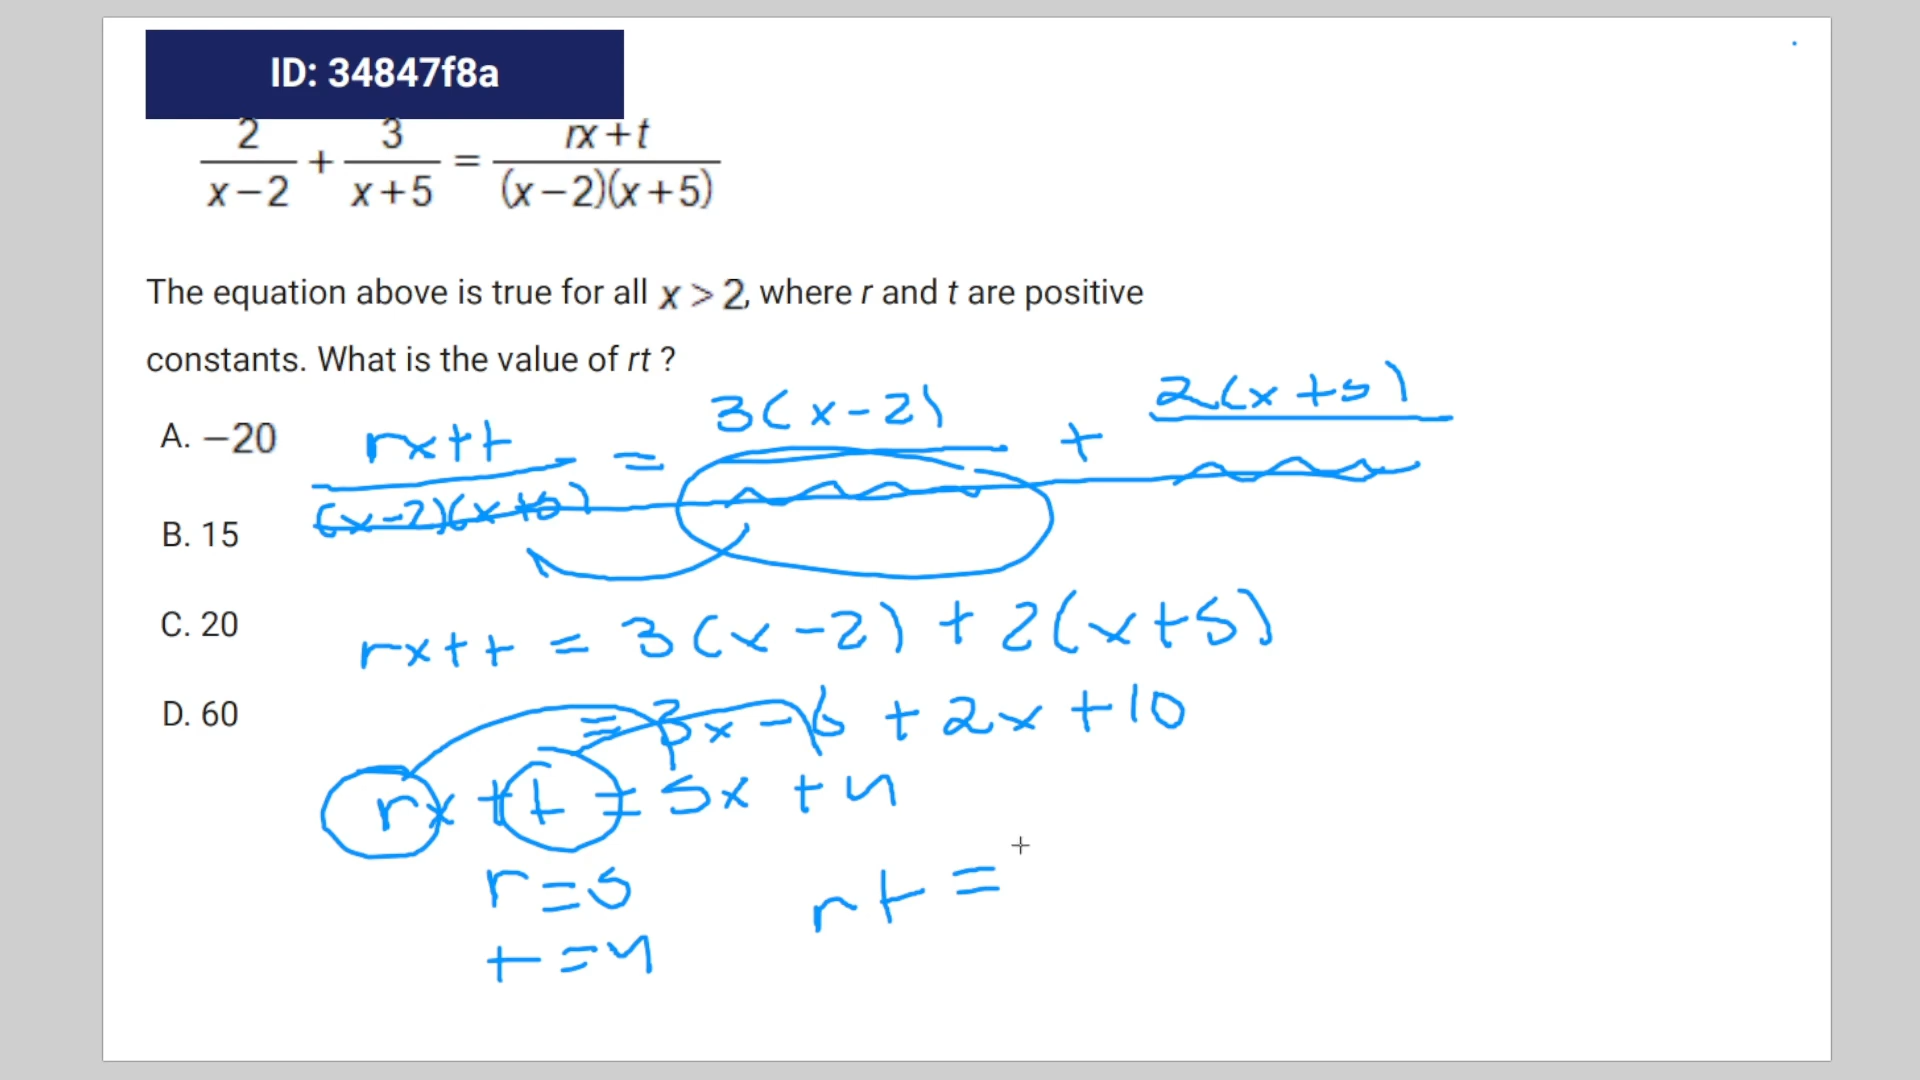 ID: 34847f8a
2/(x−2) + 3/(x+5) = (rx+t)/((x−2)(x+5))
The equation above is true for all x > 2, where r and t are positive
constants. What is the value of rt ?
A. −20
B. 15
C. 20
D. 60
(rx+t)/((x-2)(x+5)) = 3(x-2) + 2(x+5)
rx+t = 3(x-2) + 2(x+5)
= 3x-6 + 2x+10
rx + t = 5x + 4
r=5
t=4
rt =